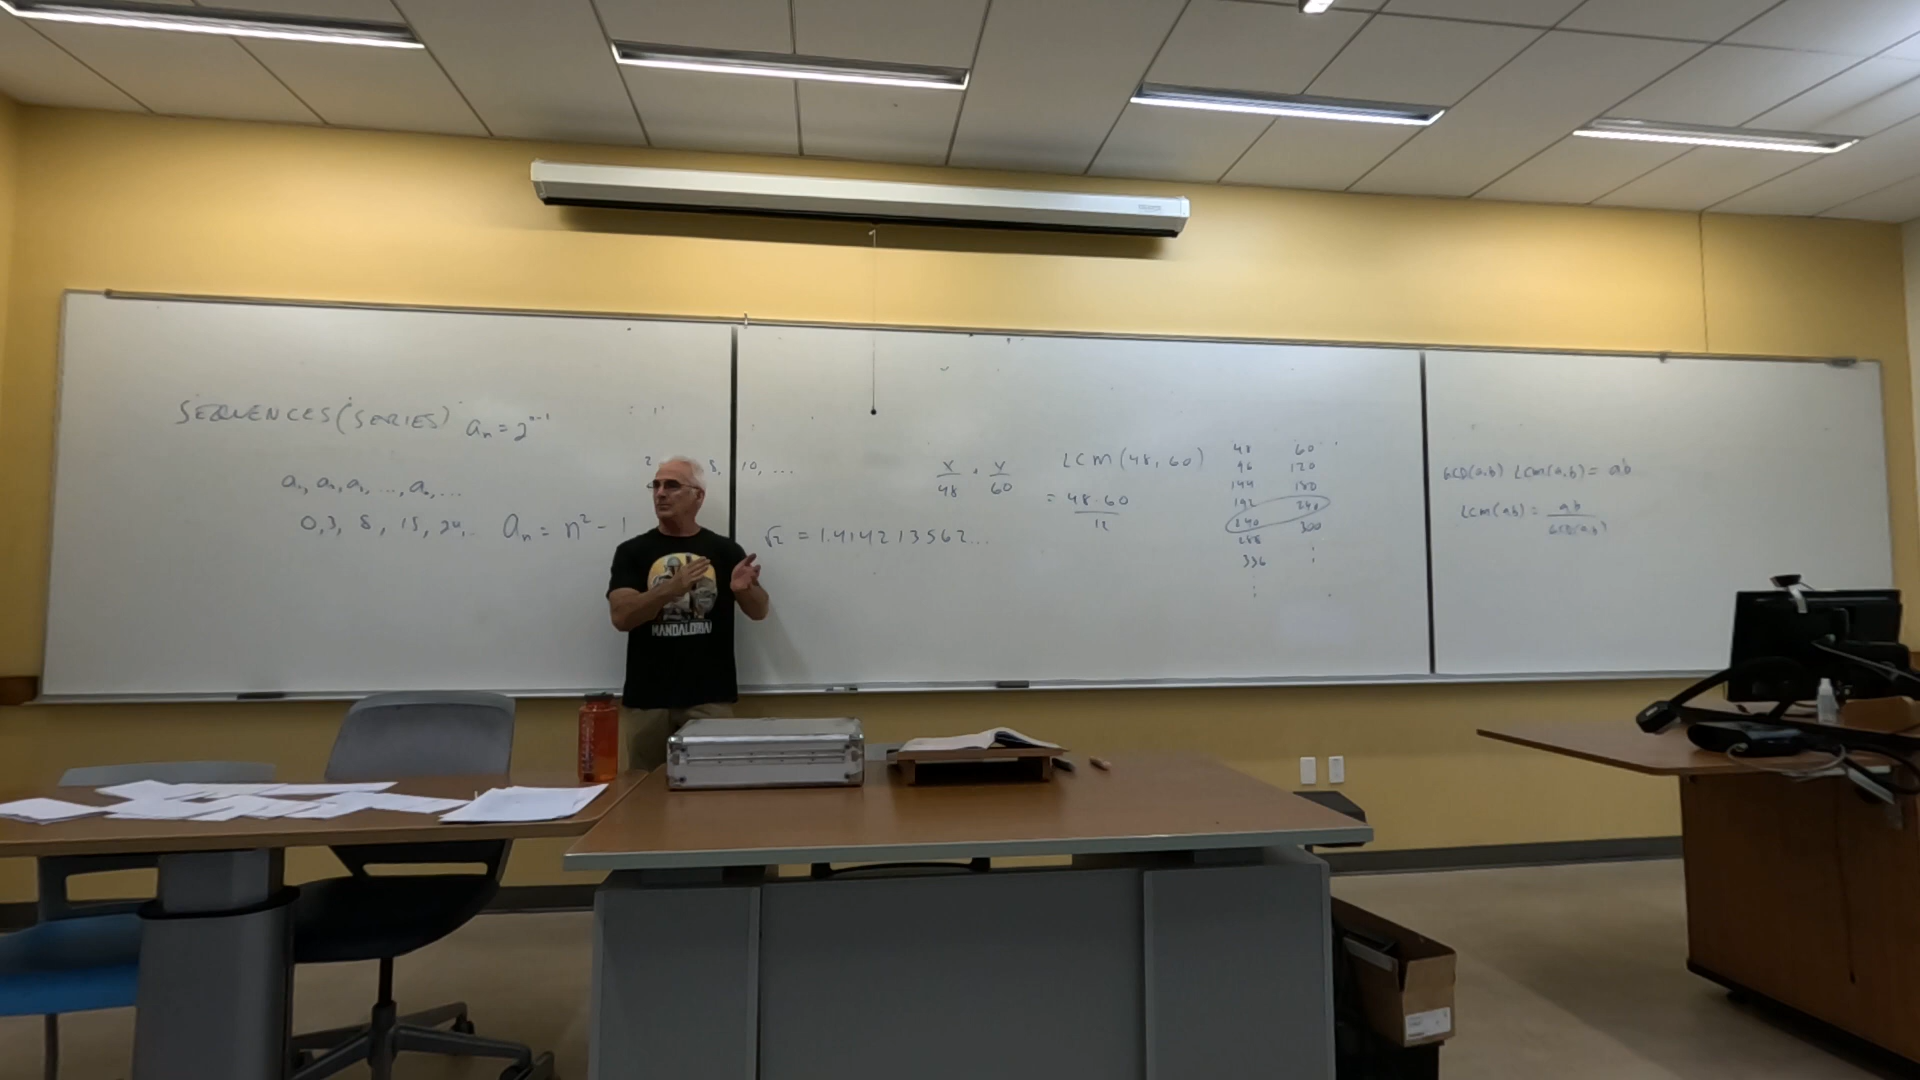 SEQUENCES (SERIES)
aₙ = 2ⁿ⁻¹
a₁, a₂, a₃, ..., aₙ, ...
0, 3, 8, 15, 24, ..
aₙ = n² - 1
2
8, 10, ...
√2 = 1.414213562...
MANDALORIAN
x/48 + y/60
LCM(48, 60)
= 48·60/12
48 60
96 120
144 180
192 240
240 300
288 :
336
:
GCD(a,b) LCM(a,b) = ab
LCM(a,b) = ab/GCD(a,b)